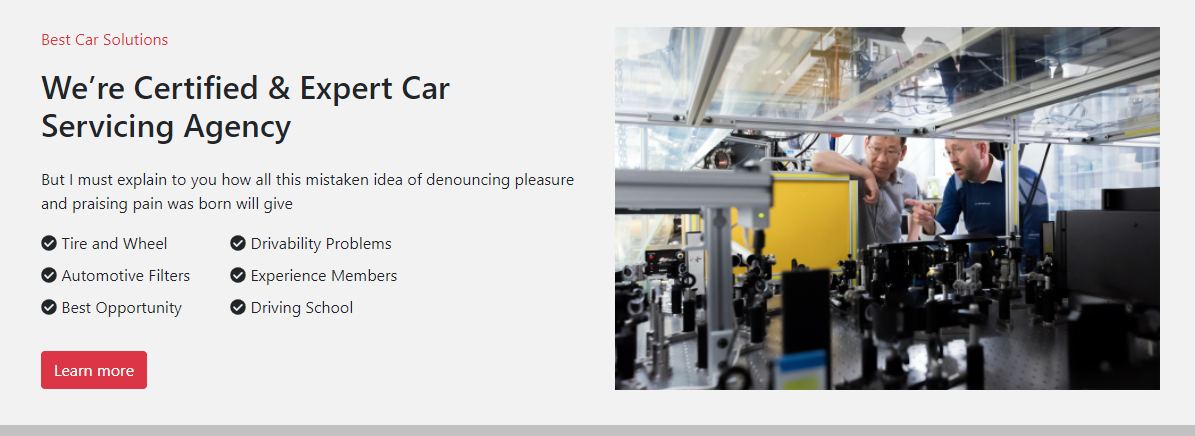 Best Car Solutions
We’re Certified & Expert Car
Servicing Agency
But I must explain to you how all this mistaken idea of denouncing pleasure
and praising pain was born will give
Tire and Wheel
Drivability Problems
Automotive Filters
Experience Members
Best Opportunity
Driving School
Learn more